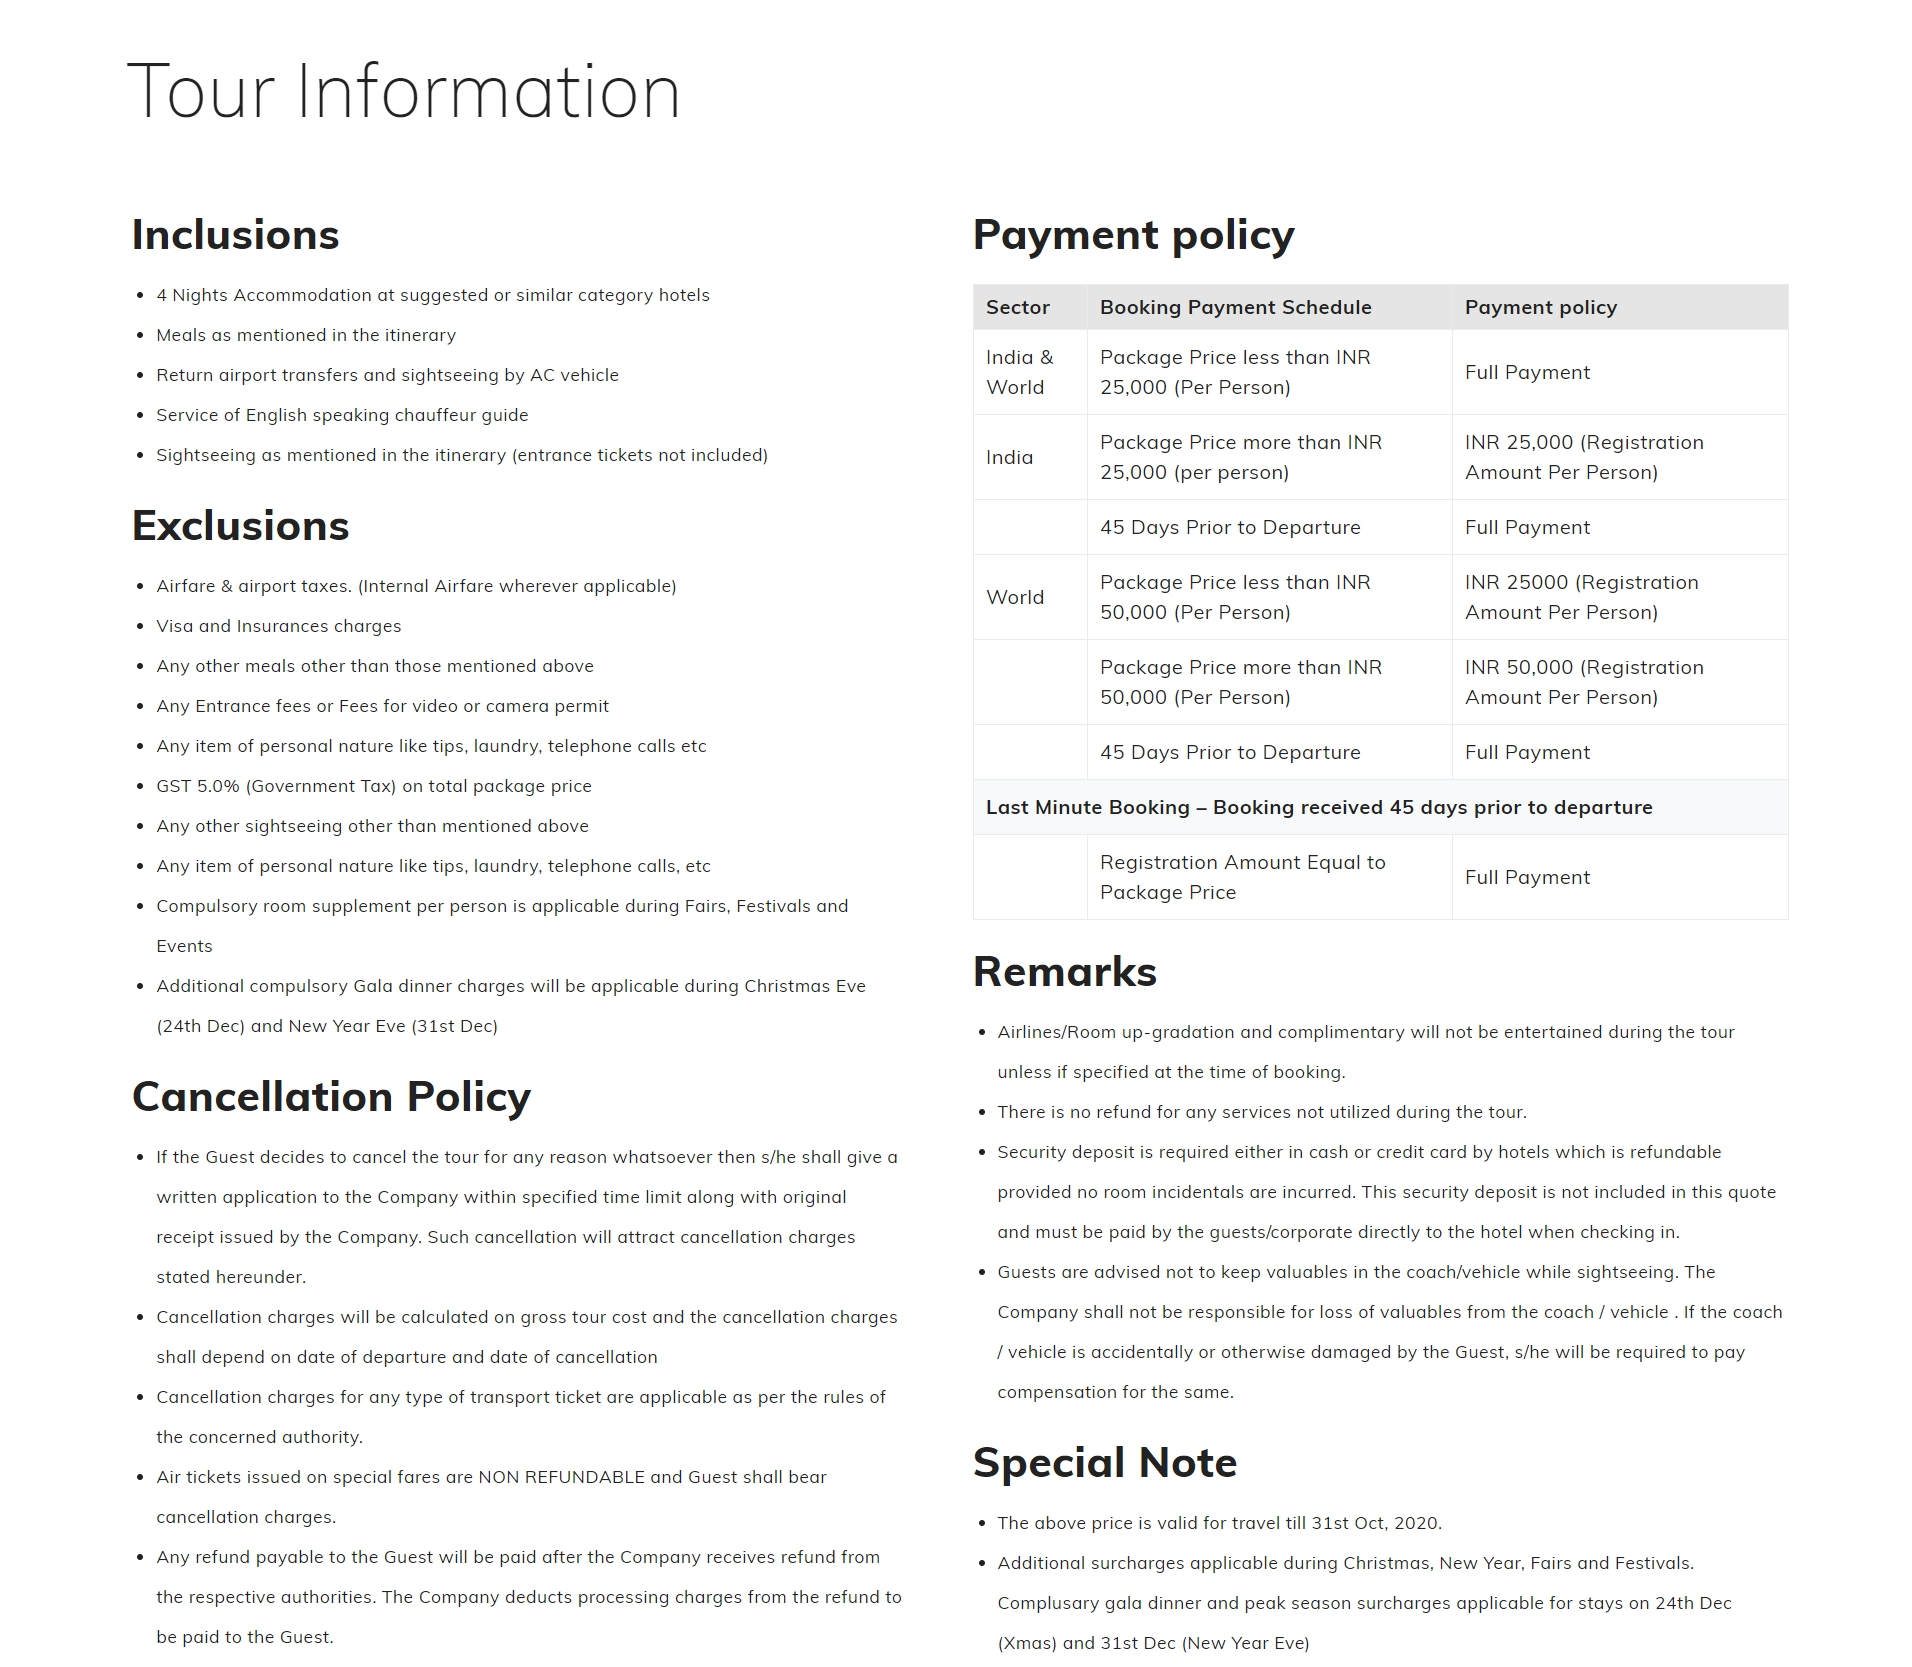 Tour Information
Inclusions
4 Nights Accommodation at suggested or similar category hotels
Meals as mentioned in the itinerary
Return airport transfers and sightseeing by AC vehicle
Service of English speaking chauffeur guide
Sightseeing as mentioned in the itinerary (entrance tickets not included)
Exclusions
Airfare & airport taxes. (Internal Airfare wherever applicable)
Visa and Insurances charges
Any other meals other than those mentioned above
Any Entrance fees or Fees for video or camera permit
Any item of personal nature like tips, laundry, telephone calls etc
GST 5.0% (Government Tax) on total package price
Any other sightseeing other than mentioned above
Any item of personal nature like tips, laundry, telephone calls, etc
Compulsory room supplement per person is applicable during Fairs, Festivals and
Events
Additional compulsory Gala dinner charges will be applicable during Christmas Eve
(24th Dec) and New Year Eve (31st Dec)
Cancellation Policy
If the Guest decides to cancel the tour for any reason whatsoever then s/he shall give a
written application to the Company within specified time limit along with original
receipt issued by the Company. Such cancellation will attract cancellation charges
stated hereunder.
Cancellation charges will be calculated on gross tour cost and the cancellation charges
shall depend on date of departure and date of cancellation
Cancellation charges for any type of transport ticket are applicable as per the rules of
the concerned authority.
Air tickets issued on special fares are NON REFUNDABLE and Guest shall bear
cancellation charges.
Any refund payable to the Guest will be paid after the Company receives refund from
the respective authorities. The Company deducts processing charges from the refund to
be paid to the Guest.
Payment policy
Sector Booking Payment Schedule Payment policy
India & World Package Price less than INR 25,000 (Per Person) Full Payment
India Package Price more than INR 25,000 (per person) INR 25,000 (Registration Amount Per Person)
45 Days Prior to Departure Full Payment
World Package Price less than INR 50,000 (Per Person) INR 25000 (Registration Amount Per Person)
Package Price more than INR 50,000 (Per Person) INR 50,000 (Registration Amount Per Person)
45 Days Prior to Departure Full Payment
Last Minute Booking – Booking received 45 days prior to departure
Registration Amount Equal to Package Price Full Payment
Remarks
Airlines/Room up-gradation and complimentary will not be entertained during the tour
unless if specified at the time of booking.
There is no refund for any services not utilized during the tour.
Security deposit is required either in cash or credit card by hotels which is refundable
provided no room incidentals are incurred. This security deposit is not included in this quote
and must be paid by the guests/corporate directly to the hotel when checking in.
Guests are advised not to keep valuables in the coach/vehicle while sightseeing. The
Company shall not be responsible for loss of valuables from the coach / vehicle . If the coach
/ vehicle is accidentally or otherwise damaged by the Guest, s/he will be required to pay
compensation for the same.
Special Note
The above price is valid for travel till 31st Oct, 2020.
Additional surcharges applicable during Christmas, New Year, Fairs and Festivals.
Complusary gala dinner and peak season surcharges applicable for stays on 24th Dec
(Xmas) and 31st Dec (New Year Eve)